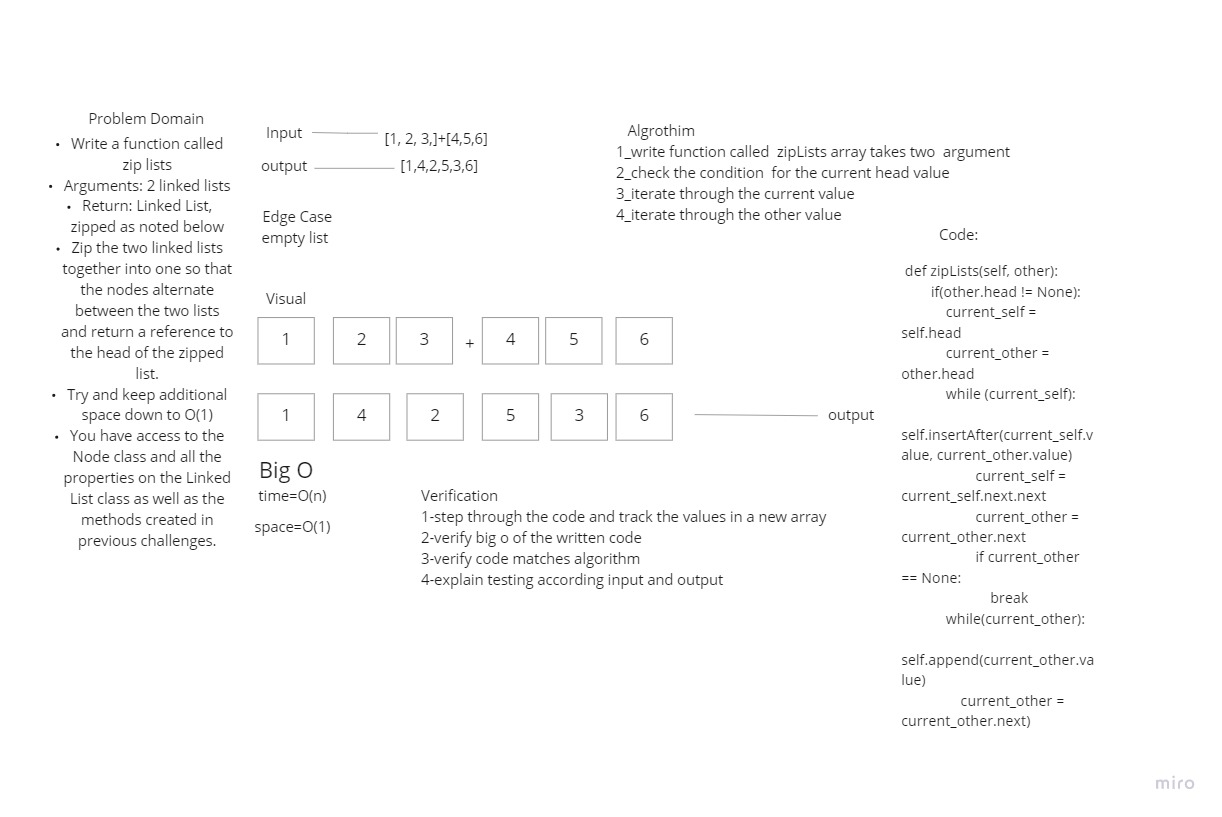 Problem Domain
• Write a function called
zip lists
• Arguments: 2 linked lists
• Return: Linked List,
zipped as noted below
• Zip the two linked lists
together into one so that
the nodes alternate
between the two lists
and return a reference to
the head of the zipped
list.
• Try and keep additional
space down to O(1)
• You have access to the
Node class and all the
properties on the Linked
List class as well as the
methods created in
previous challenges.
Input [1, 2, 3,]+[4,5,6]
output [1,4,2,5,3,6]
Edge Case
empty list
Visual
1 2 3 + 4 5 6
1 4 2 5 3 6 output
Big O
time=O(n)
space=O(1)
Verification
1-step through the code and track the values in a new array
2-verify big o of the written code
3-verify code matches algorithm
4-explain testing according input and output
Algrothim
1_write function called zipLists array takes two argument
2_check the condition for the current head value
3_iterate through the current value
4_iterate through the other value
Code:
def zipLists(self, other):
if(other.head != None):
current_self =
self.head
current_other =
other.head
while (current_self):
self.insertAfter(current_self.v
alue, current_other.value)
current_self =
current_self.next.next
current_other =
current_other.next
if current_other
== None:
break
while(current_other):
self.append(current_other.va
lue)
current_other =
current_other.next)
miro